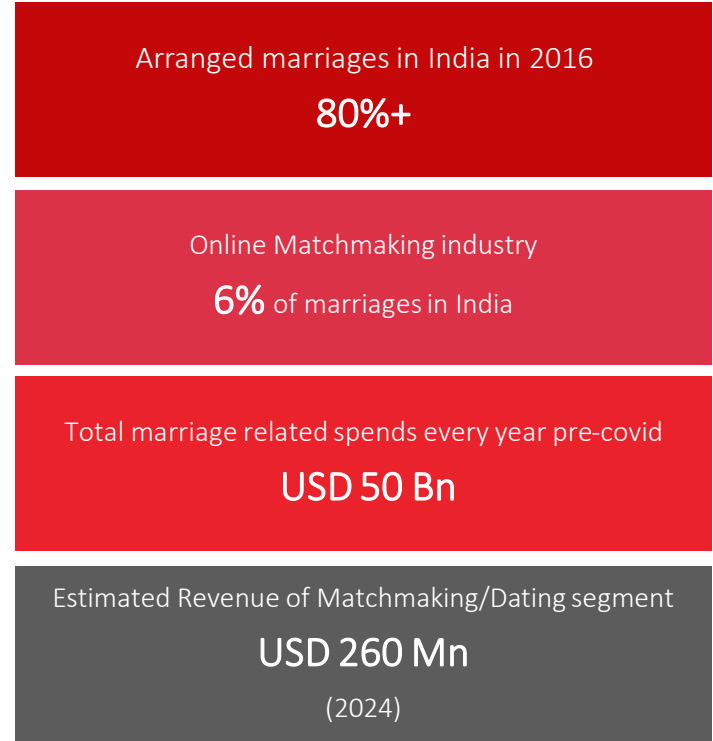 Arranged marriages in India in 2016
80%+
Online Matchmaking industry
6% of marriages in India
Total marriage related spends every year pre-covid
USD 50 Bn
Estimated Revenue of Matchmaking/Dating segment
USD 260 Mn
(2024)